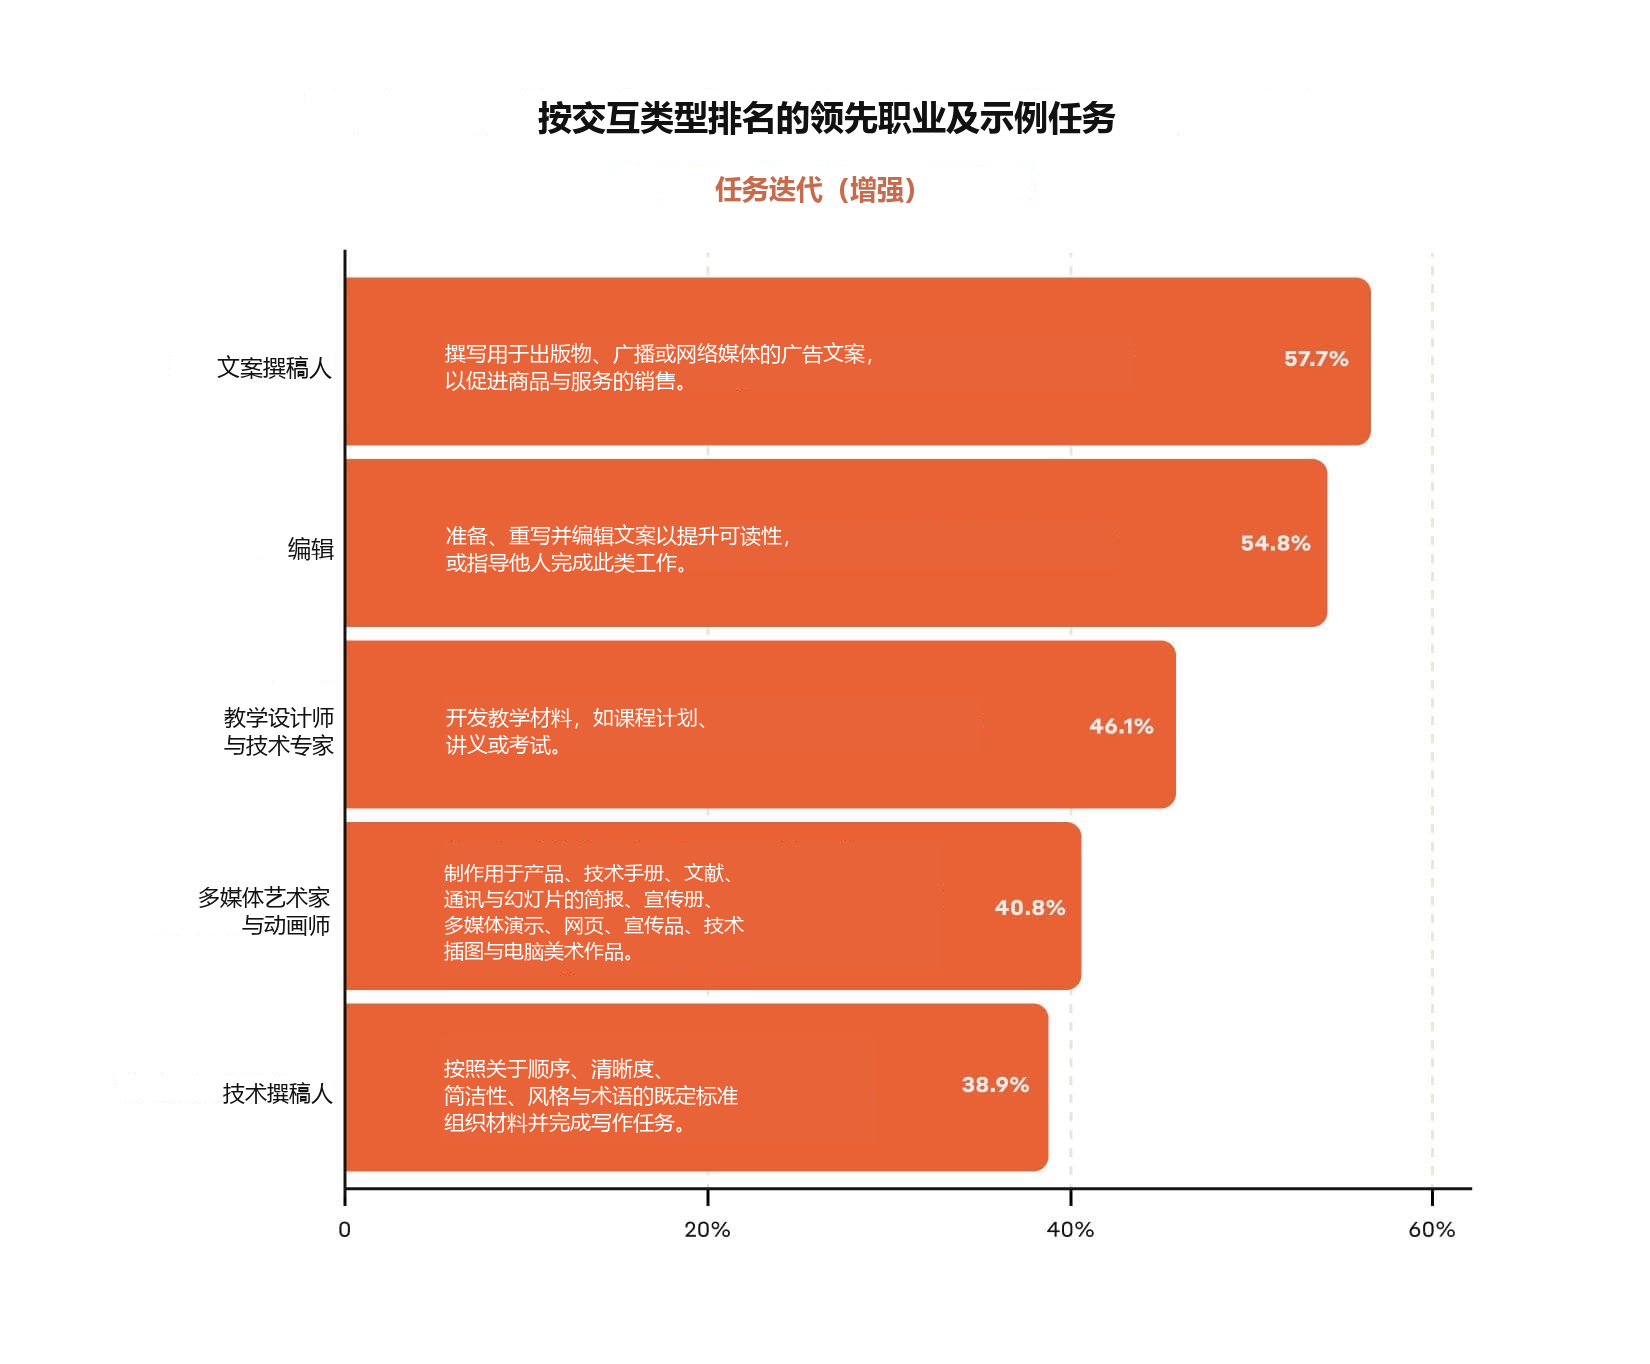 按交互类型排名的领先职业及示例任务
任务迭代（增强）
文案撰稿人
撰写用于出版物、广播或网络媒体的广告文案，
以促进商品与服务的销售。
57.7%
编辑
准备、重写并编辑文案以提升可读性，
或指导他人完成此类工作。
54.8%
教学设计师
与技术专家
开发教学材料，如课程计划、
讲义或考试。
46.1%
多媒体艺术家
与动画师
制作用于产品、技术手册、文献、
通讯与幻灯片的简报、宣传册、
多媒体演示、网页、宣传品、技术
插图与电脑美术作品。
40.8%
技术撰稿人
按照关于顺序、清晰度、
简洁性、风格与术语的既定标准
组织材料并完成写作任务。
38.9%
0
20%
40%
60%